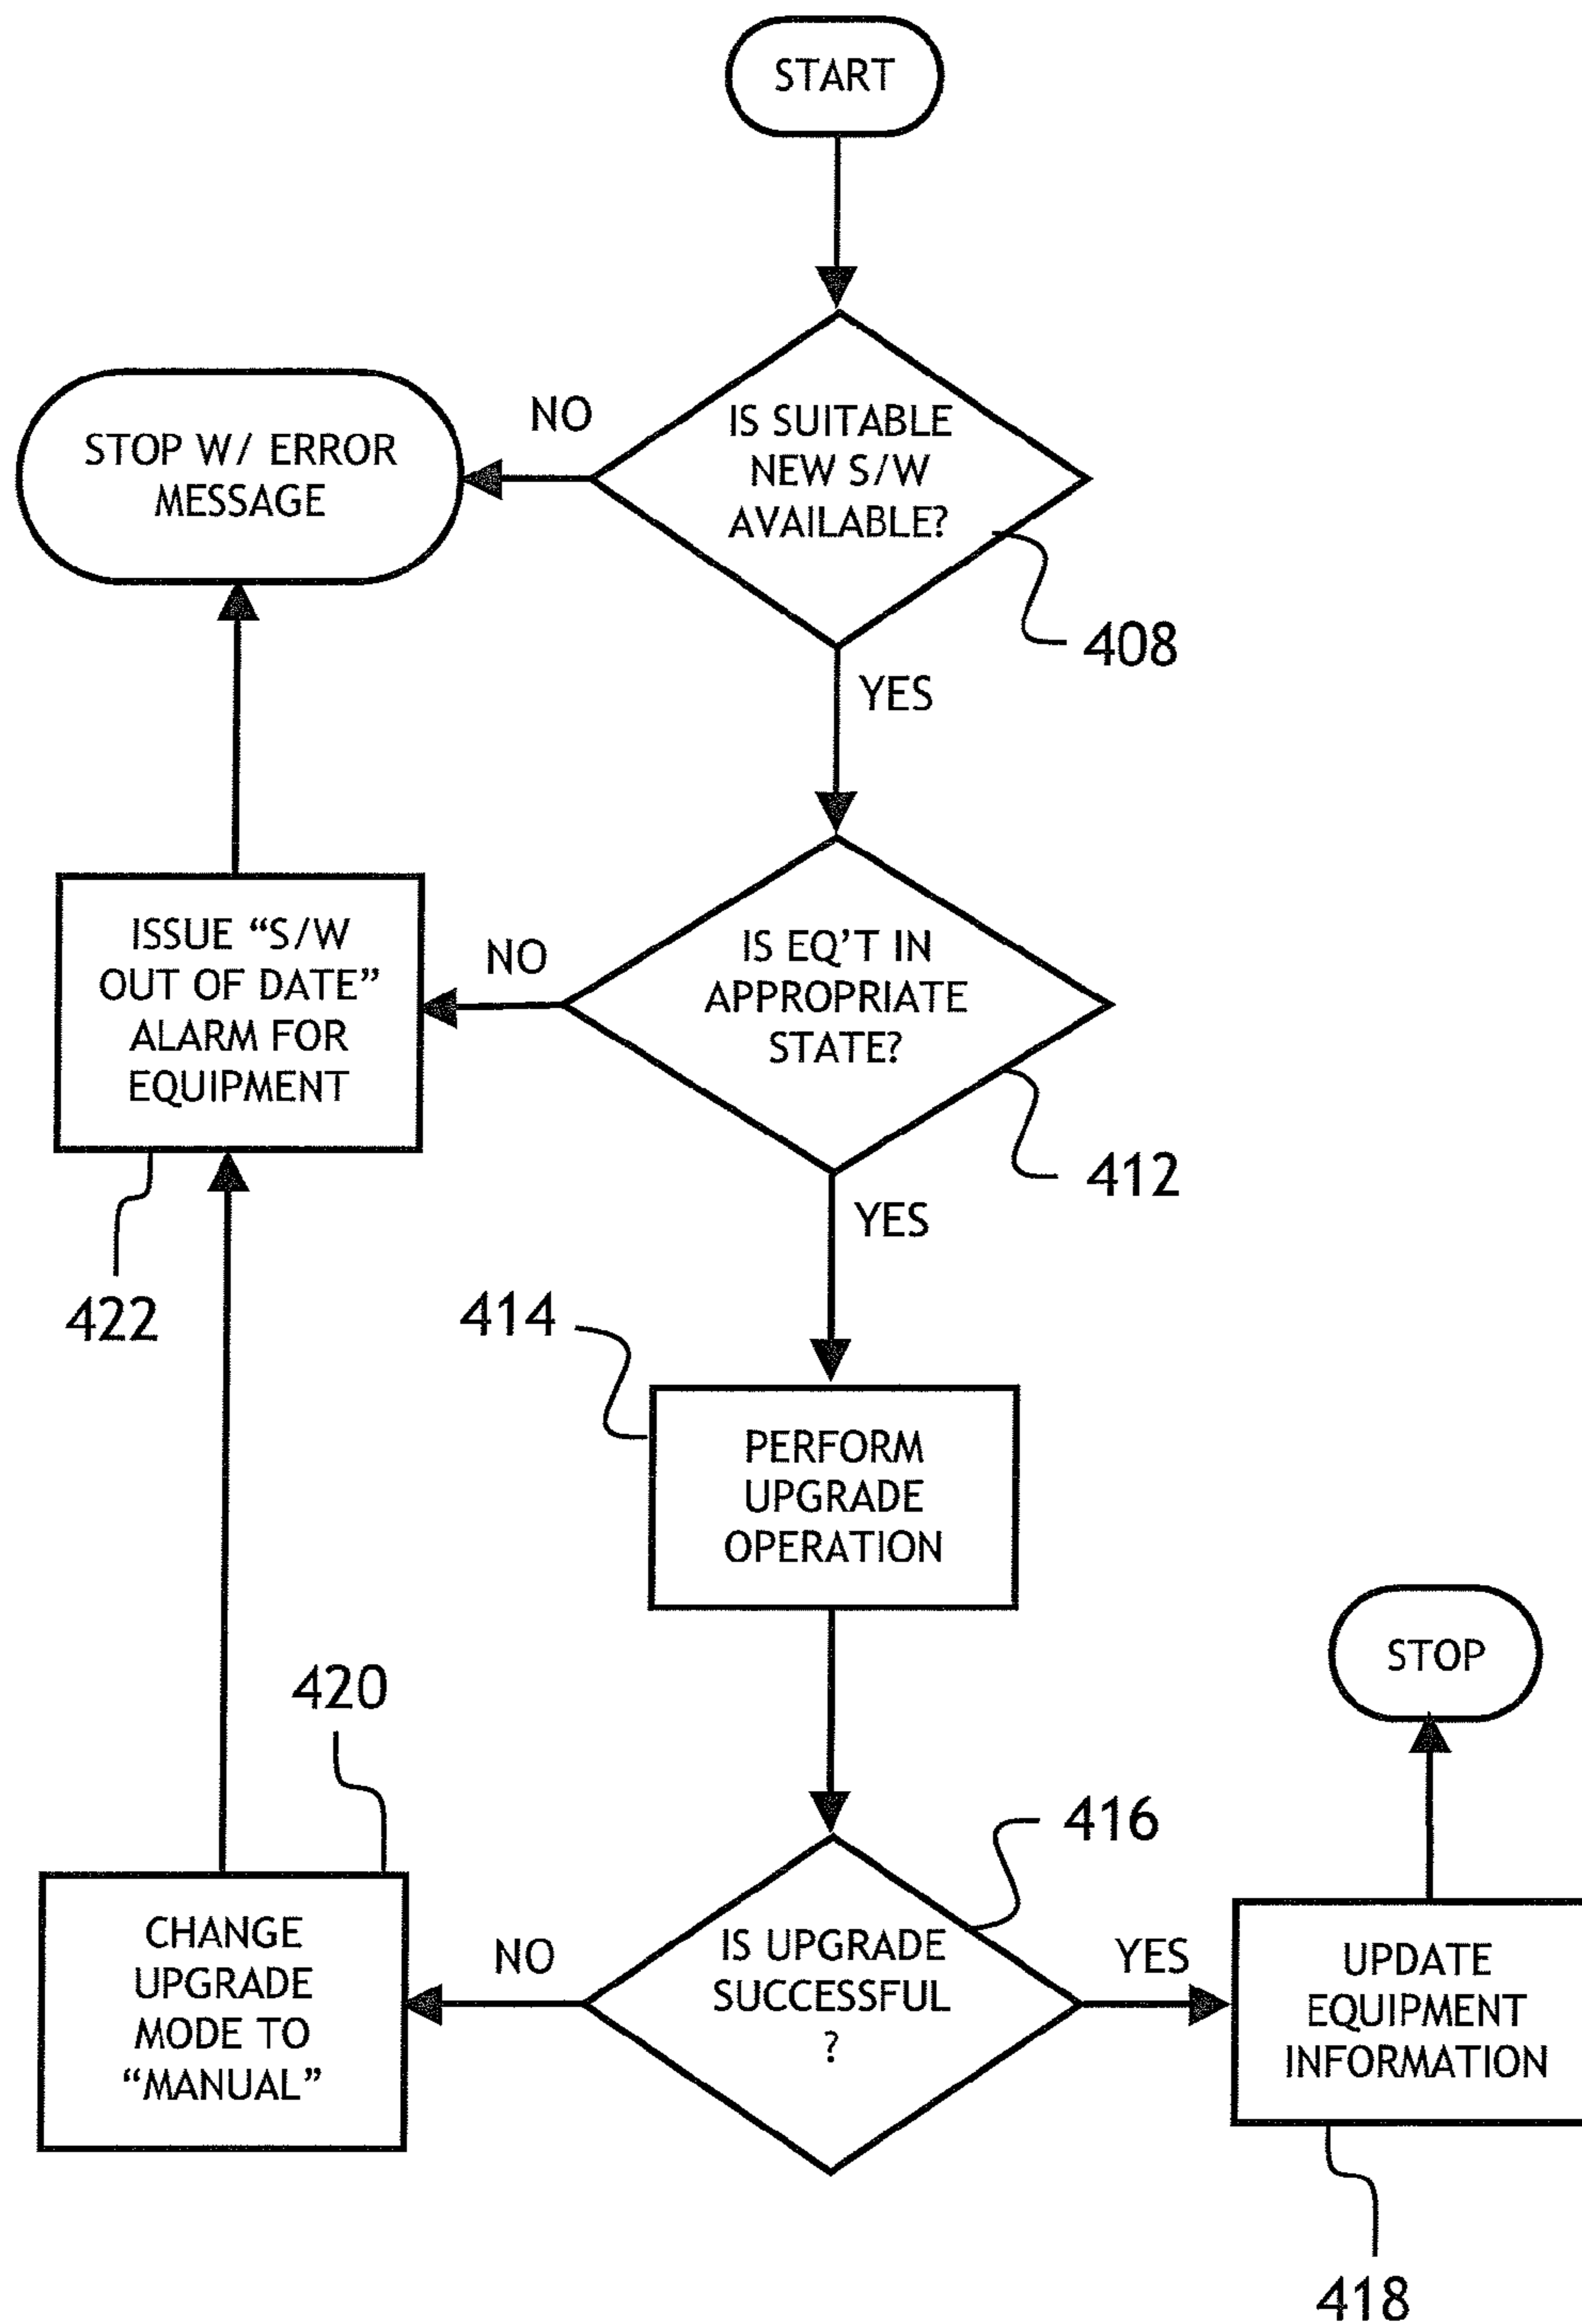 START
IS SUITABLE
NEW S/W
AVAILABLE?
408
NO
STOP W/ ERROR
MESSAGE
YES
IS EQ'T IN
APPROPRIATE
STATE?
412
NO
ISSUE “S/W
OUT OF DATE”
ALARM FOR
EQUIPMENT
422
YES
414
PERFORM
UPGRADE
OPERATION
416
IS UPGRADE
SUCCESSFUL
?
NO
420
CHANGE
UPGRADE
MODE TO
“MANUAL”
YES
UPDATE
EQUIPMENT
INFORMATION
418
STOP